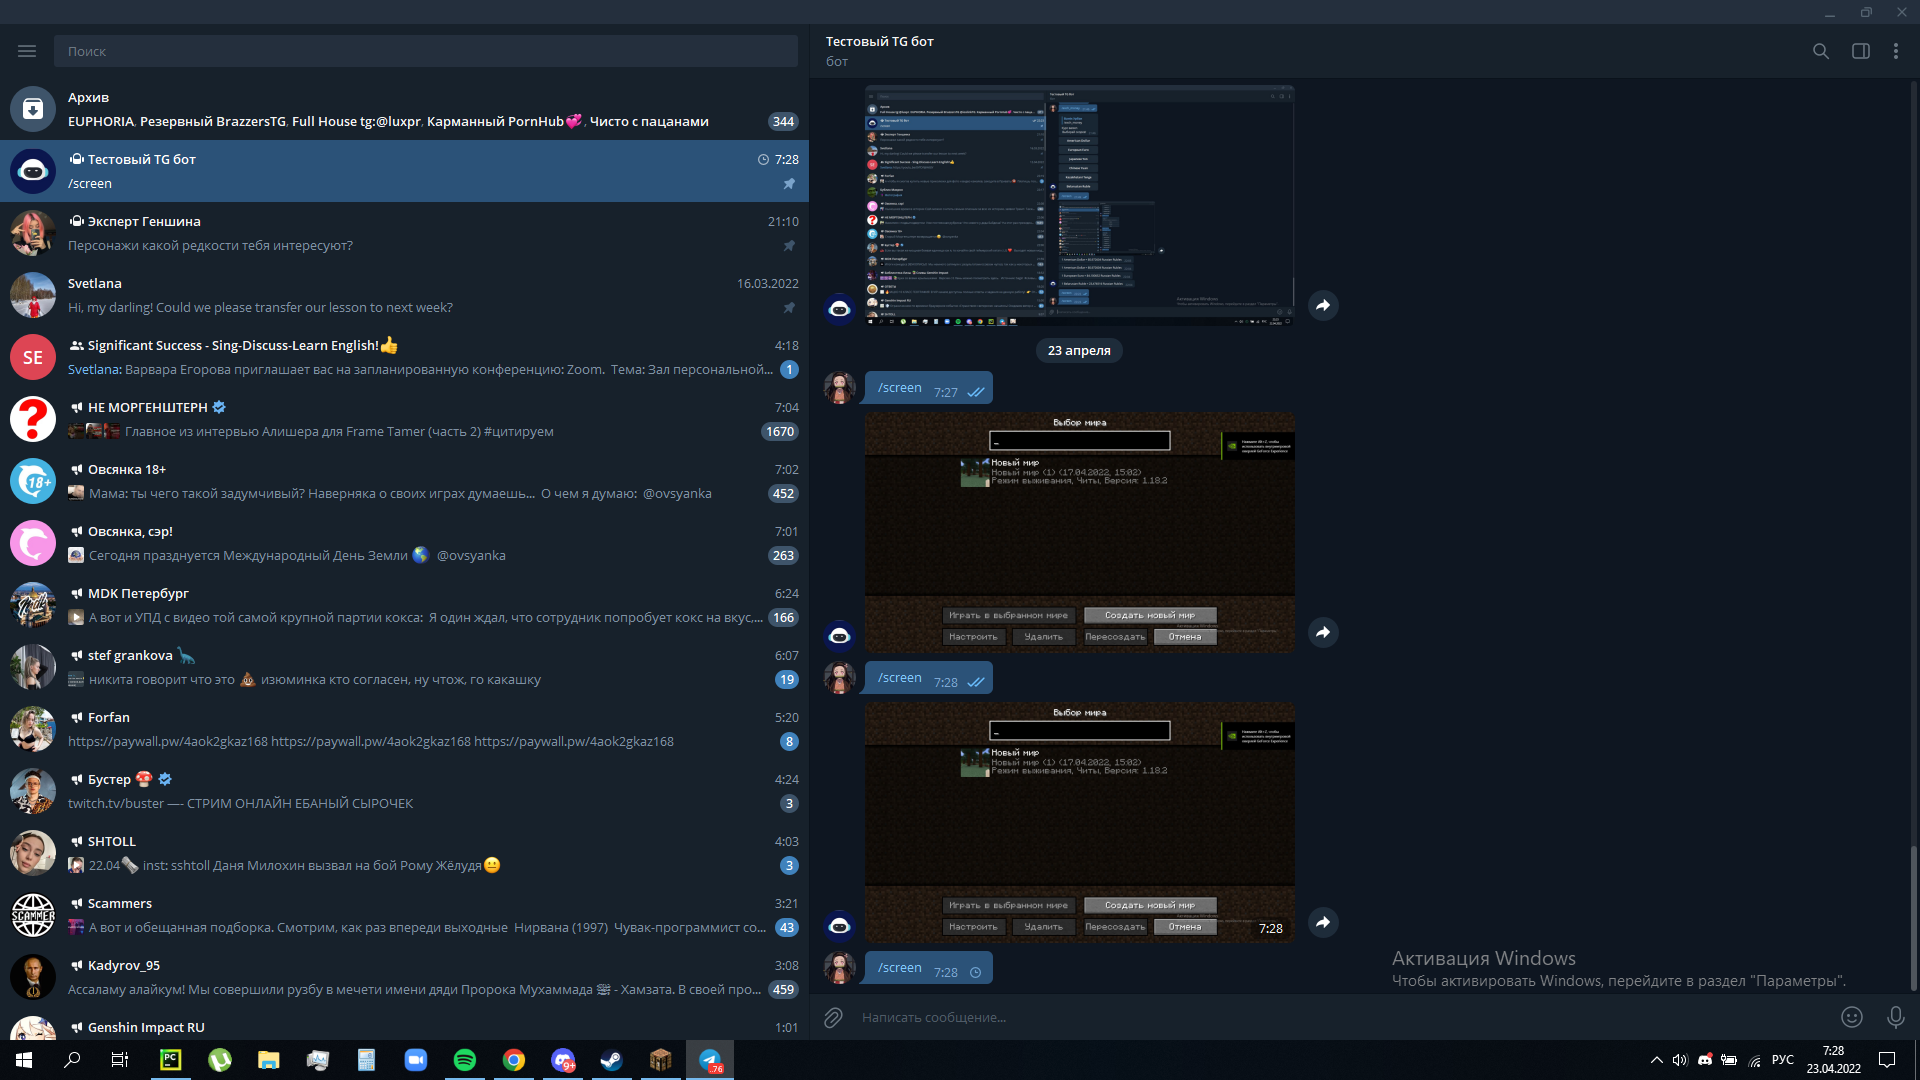 Поиск
Архив
EUPHORIA, Резервный BrazzersTG, Full House tg:@luxpr, Карманный PornHub💞, Чисто с пацанами
344
Тестовый TG бот
7:28
/screen
Эксперт Геншина
21:10
Персонажи какой редкости тебя интересуют?
Svetlana
16.03.2022
Hi, my darling! Could we please transfer our lesson to next week?
SE
Significant Success - Sing-Discuss-Learn English!👍
4:18
Svetlana: Варвара Егорова приглашает вас на запланированную конференцию: Zoom.  Тема: Зал персональной...
1
НЕ МОРГЕНШТЕРН
7:04
Главное из интервью Алишера для Frame Tamer (часть 2) #цитируем
1670
18+
Овсянка 18+
7:02
Мама: ты чего такой задумчивый? Наверняка о своих играх думаешь...  О чем я думаю:  @ovsyanka
452
Овсянка, сэр!
7:01
Сегодня празднуется Международный День Земли 🌎 @ovsyanka
263
MDK Петербург
6:24
А вот и УПД с видео той самой крупной партии кокса:  Я один ждал, что сотрудник попробует кокс на вкус,...
166
stef grankova 🦕
6:07
никита говорит что это 💩 изюминка кто согласен, ну чтож, го какашку
19
Forfan
5:20
https://paywall.pw/4aok2gkaz168 https://paywall.pw/4aok2gkaz168 https://paywall.pw/4aok2gkaz168
8
Бустер 🍄
4:24
twitch.tv/buster —- СТРИМ ОНЛАЙН ЕБАНЫЙ СЫРОЧЕК
3
SHTOLL
4:03
22.04🗞 inst: sshtoll Даня Милохин вызвал на бой Рому Жёлудя😐
3
SCAMMER
Scammers
3:21
А вот и обещанная подборка. Смотрим, как раз впереди выходные  Нирвана (1997)  Чувак-программист со...
43
Kadyrov_95
3:08
Ассаламу алайкум! Мы совершили рузбу в мечети имени дяди Пророка Мухаммада ﷺ - Хамзата. В своей про...
459
Genshin Impact RU
1:01
Тестовый TG бот
бот
23 апреля
/screen
7:27
Выбор мира
Новый мир
Новый мир (1) (17.04.2022, 15:02)
Режим выживания, Читы, Версия: 1.18.2
Играть в выбранном мире
Создать новый мир
Настроить
Удалить
Пересоздать
Отмена
/screen
7:28
Выбор мира
Новый мир
Новый мир (1) (17.04.2022, 15:02)
Режим выживания, Читы, Версия: 1.18.2
Играть в выбранном мире
Создать новый мир
Настроить
Удалить
Пересоздать
Отмена
7:28
/screen
7:28
Активация Windows
Чтобы активировать Windows, перейдите в раздел "Параметры".
Написать сообщение...
PC
9+
..76
РУС
7:28
23.04.2022